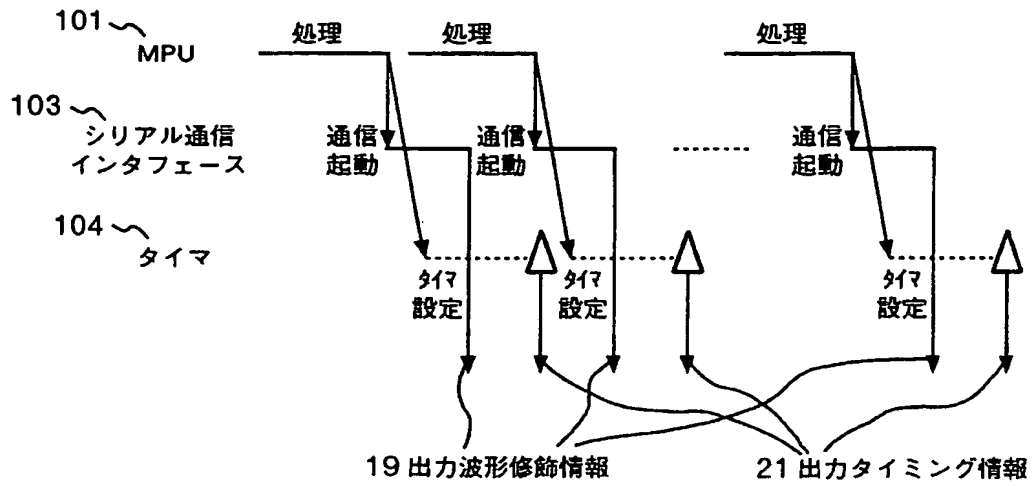 101
MPU
処理
処理
処理
103
シリアル通信
インタフェース
通信
起動
通信
起動
通信
起動
104
タイマ
タイマ
設定
タイマ
設定
タイマ
設定
19 出力波形修飾情報
21 出力タイミング情報